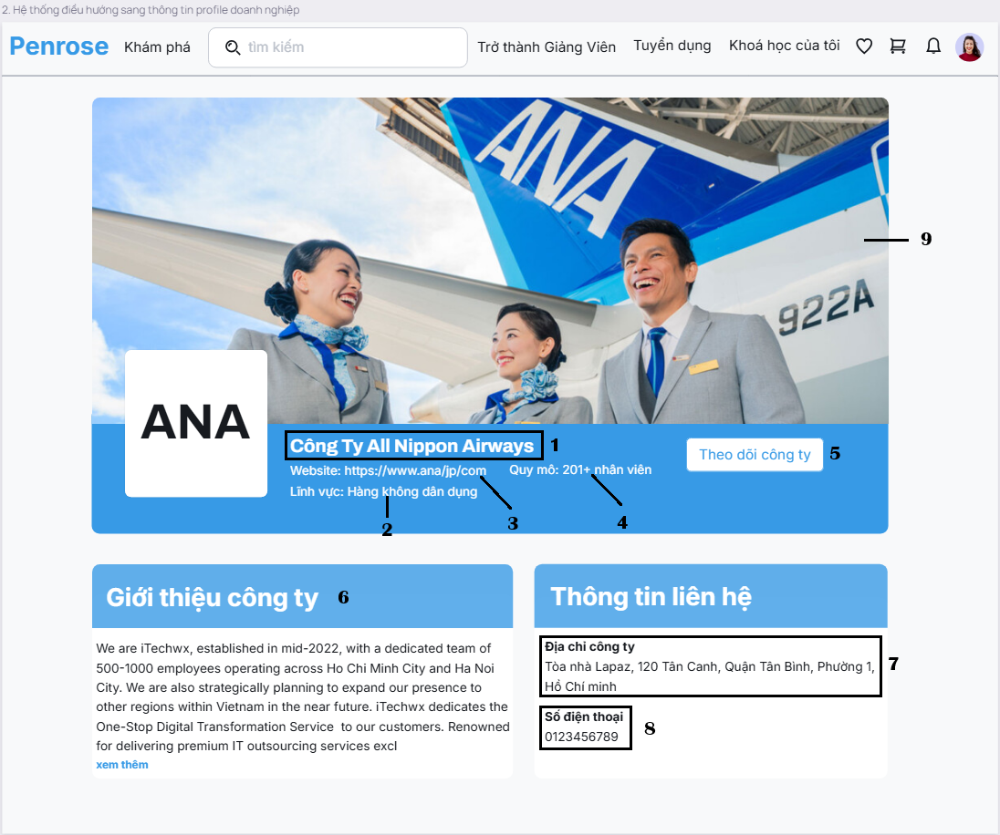 2. Hệ thống điều hướng sang thông tin profile doanh nghiệp
Penrose Khám phá tìm kiếm Trở thành Giảng Viên Tuyển dụng Khoá học của tôi
ANA
922A
9
ANA
Công Ty All Nippon Airways 1
Website: https://www.ana/jp/com Quy mô: 201+ nhân viên
Theo dõi công ty 5
Lĩnh vực: Hàng không dân dụng
2 3 4
Giới thiệu công ty 6
We are iTechwx, established in mid-2022, with a dedicated team of
500-1000 employees operating across Ho Chi Minh City and Ha Noi
City. We are also strategically planning to expand our presence to
other regions within Vietnam in the near future. iTechwx dedicates the
One-Stop Digital Transformation Service to our customers. Renowned
for delivering premium IT outsourcing services excl
xem thêm
Thông tin liên hệ
Địa chỉ công ty
Tòa nhà Lapaz, 120 Tân Canh, Quận Tân Bình, Phường 1,
Hồ Chí minh
7
Số điện thoại
0123456789
8